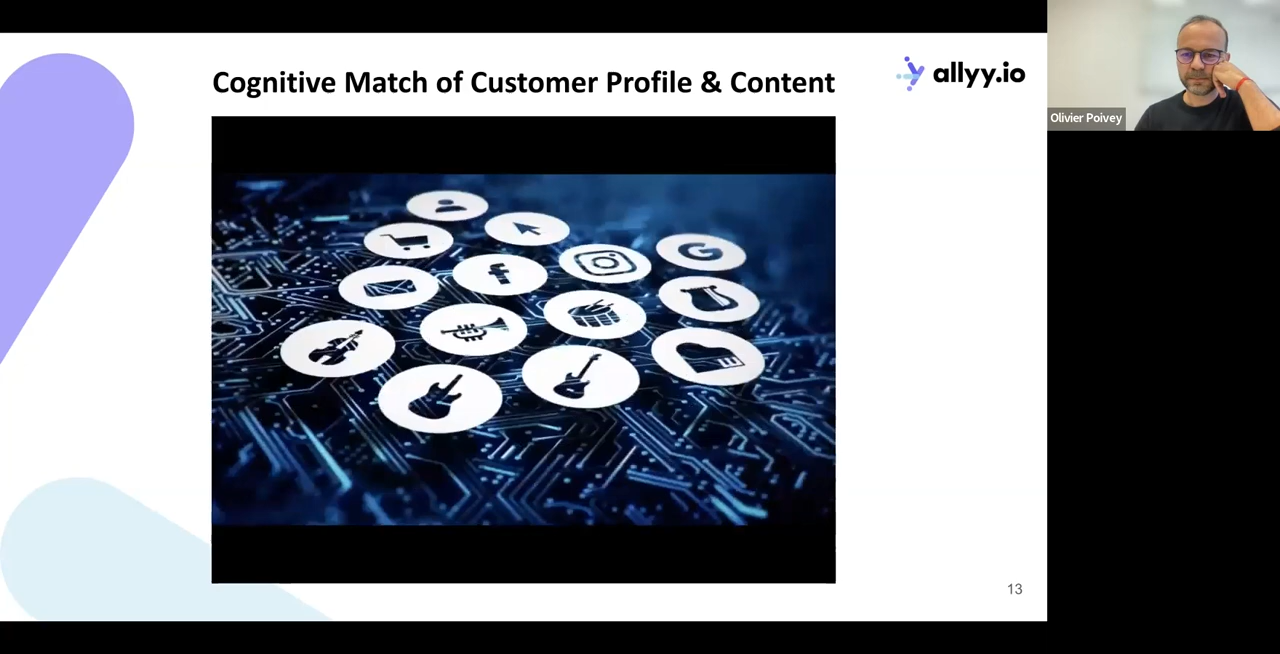 Cognitive Match of Customer Profile & Content
allyy.io
Olivier Poivey
G
13